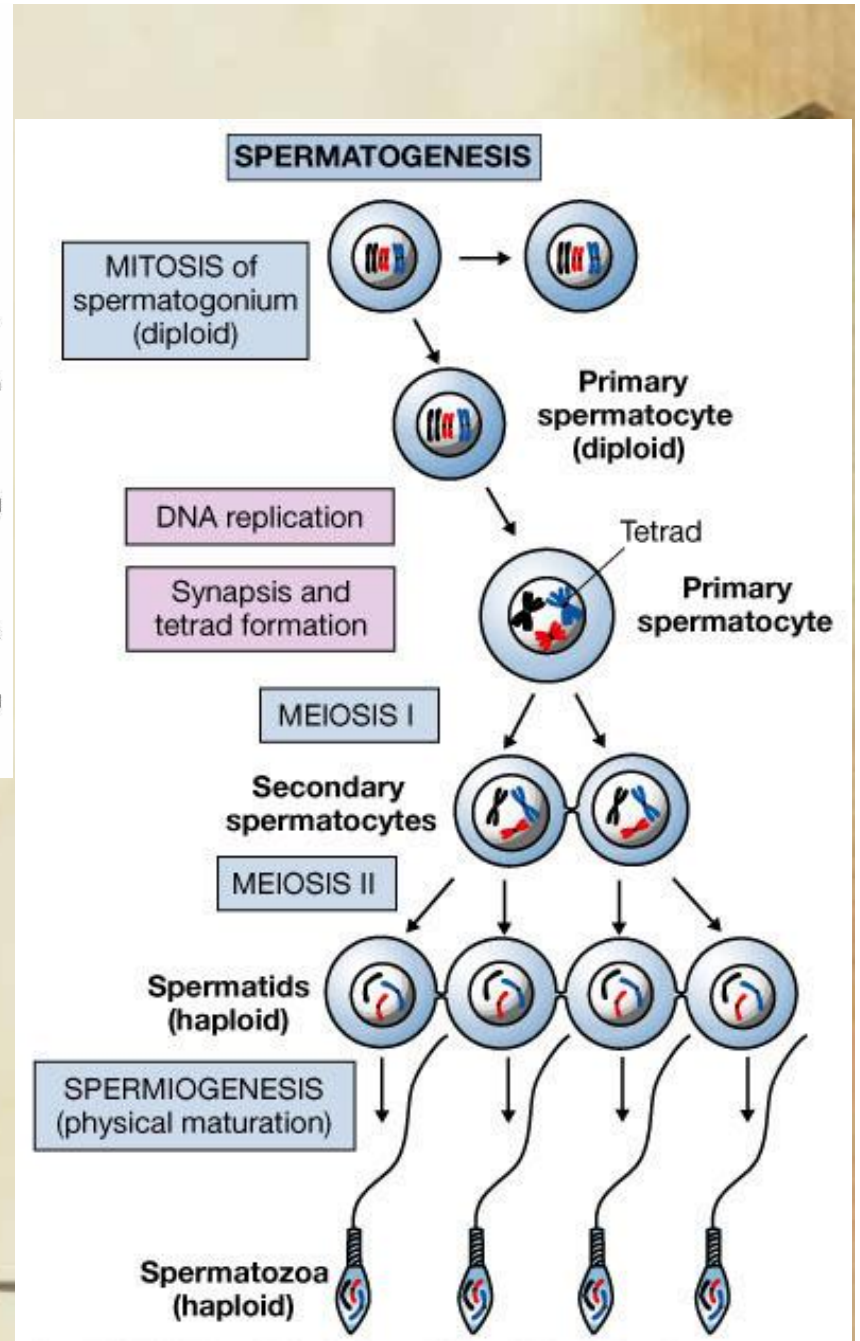 SPERMATOGENESIS
MITOSIS of
spermatogonium
(diploid)
Primary
spermatocyte
(diploid)
DNA replication
Tetrad
Synapsis and
tetrad formation
Primary
spermatocyte
MEIOSIS I
Secondary
spermatocytes
MEIOSIS II
Spermatids
(haploid)
SPERMIOGENESIS
(physical maturation)
Spermatozoa
(haploid)